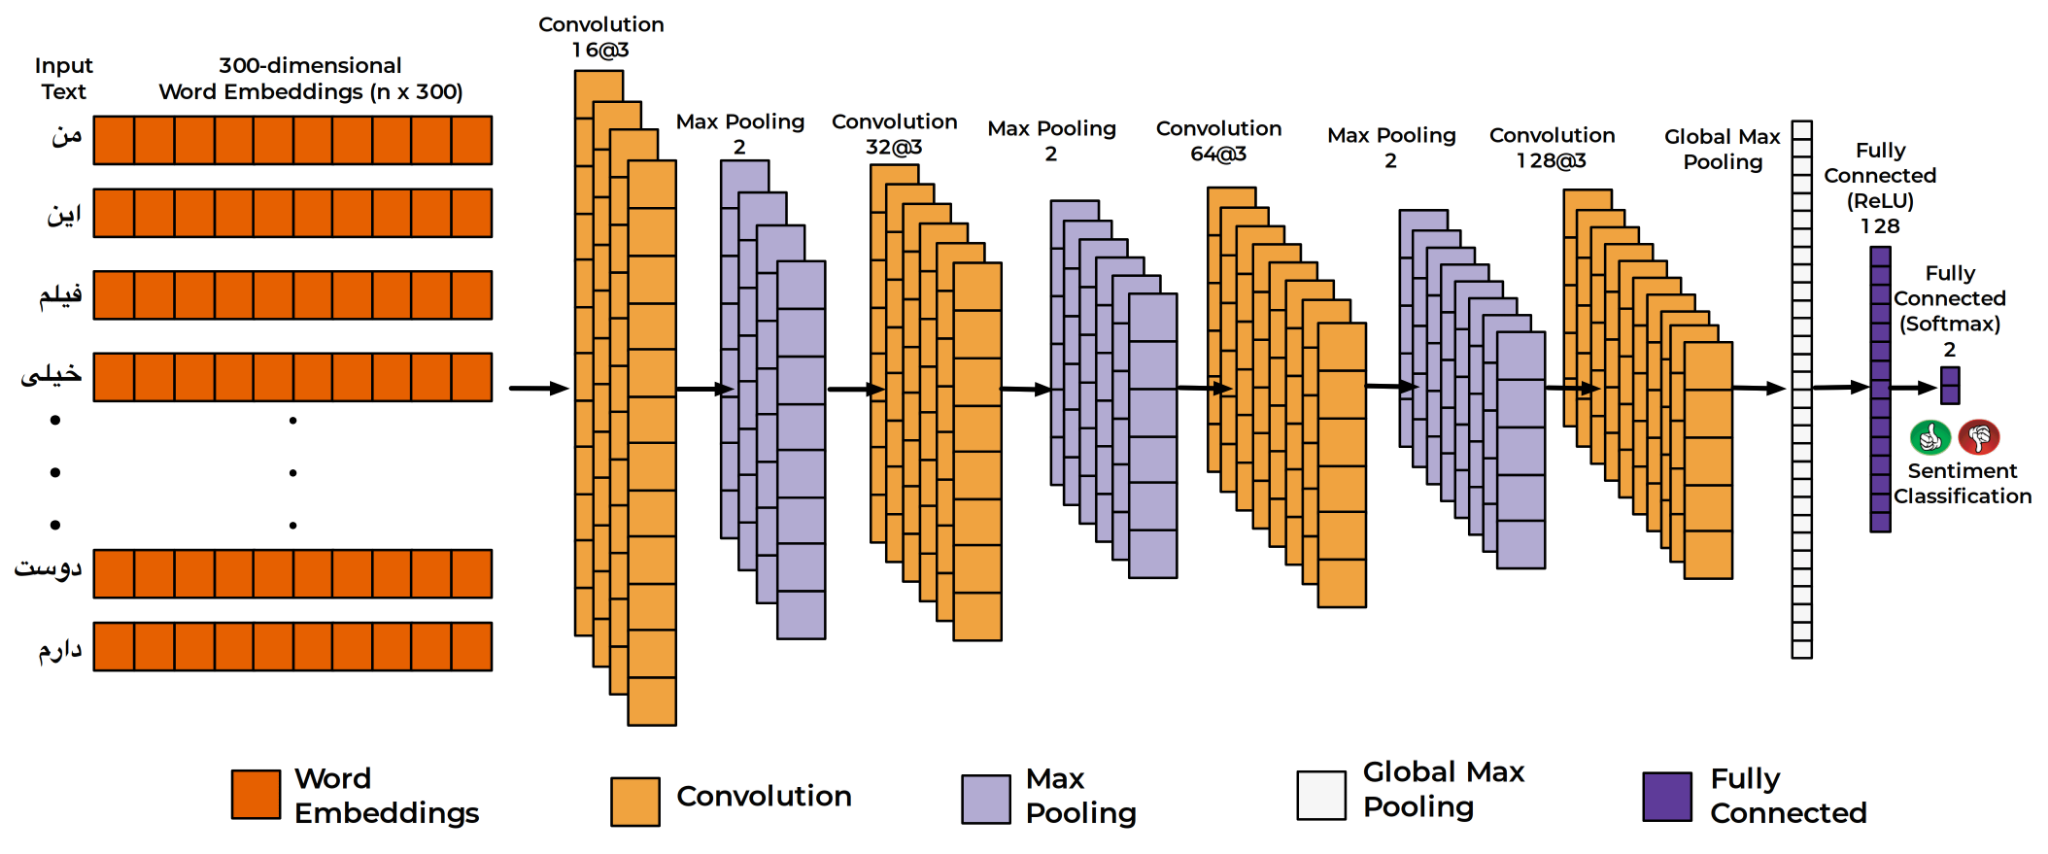 Input
Text
300-dimensional
Word Embeddings (n x 300)
من
این
فیلم
خیلی
دوست
دارم
Convolution
16@3
Max Pooling
2
Convolution
32@3
Max Pooling
2
Convolution
64@3
Max Pooling
2
Convolution
128@3
Global Max
Pooling
Fully
Connected
(ReLU)
128
Fully
Connected
(Softmax)
2
Sentiment
Classification
Word
Embeddings
Convolution
Max
Pooling
Global Max
Pooling
Fully
Connected